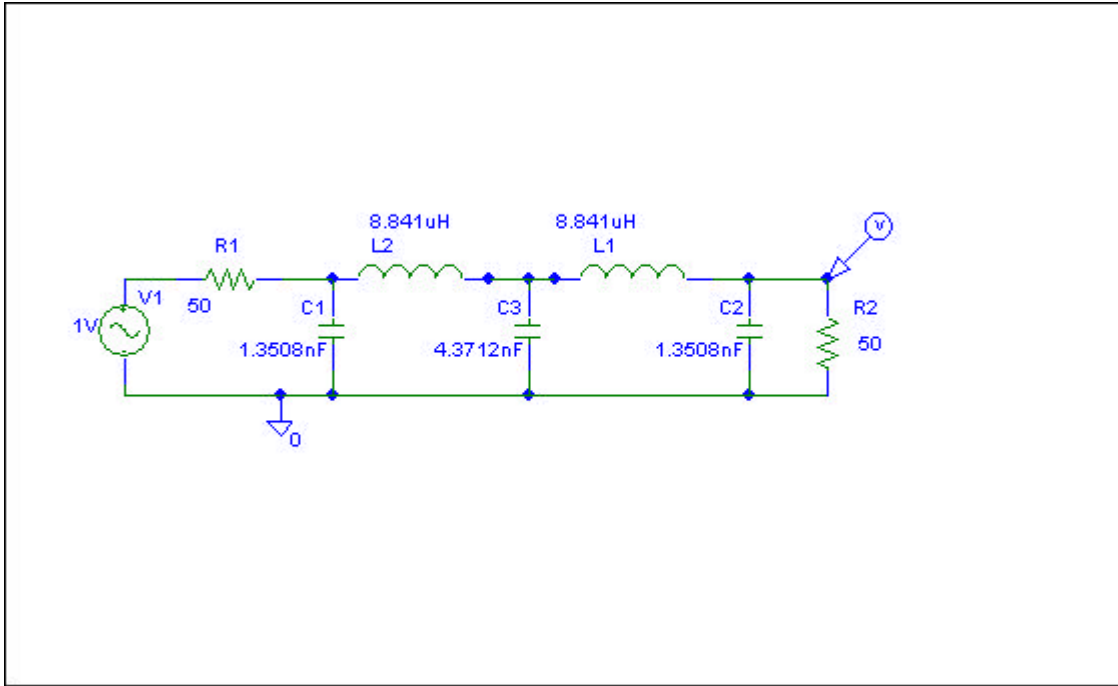 8.841uH
8.841uH
R1
L2
L1
V
V1
50
C1
C3
C2
R2
1V
1.3508nF
4.3712nF
1.3508nF
50
0